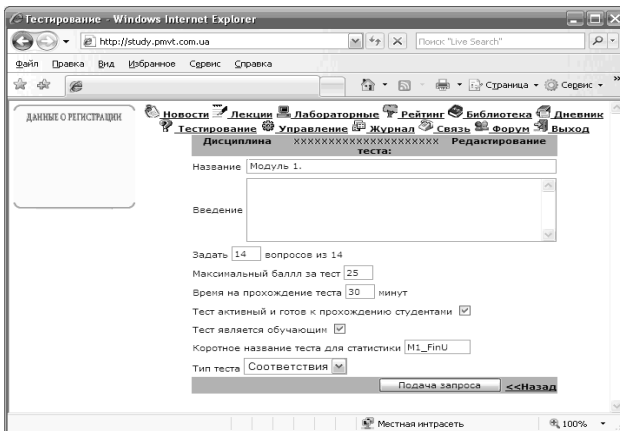 Тестирование - Windows Internet Explorer
http://study.pmvt.com.ua
Поиск "Live Search"
Файл Правка Вид Избранное Сервис Справка
Страница Сервис »
ДАННЫЕ О РЕГИСТРАЦИИ
Новости Лекции Лабораторные Рейтинг Библиотека Дневник
Тестирование Управление Журнал Связь Форум Выход
Дисциплина xxxxxxxxxxxxxxxxxxxxxx Редактирование
теста:
Название Модуль 1.
Введение
Задать 14 вопросов из 14
Максимальный баллл за тест 25
Время на прохождение теста 30 минут
Тест активный и готов к прохождению студентами
Тест является обучающим
Коротное название теста для статистики M1_FinU
Тип теста Соответствия
Подача запроса <<Назад
Местная интрасеть 100%